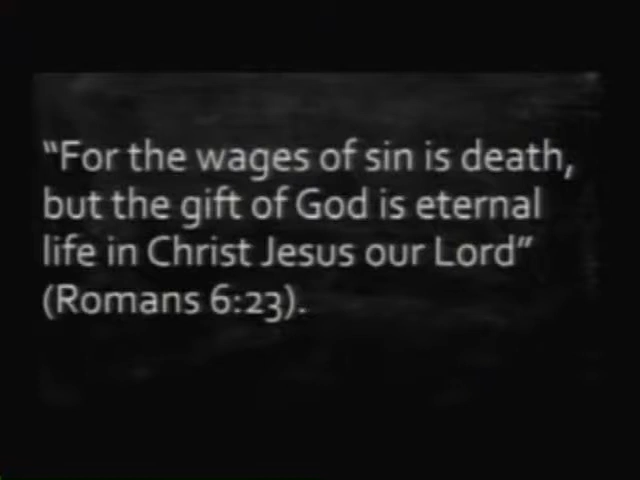 “For the wages of sin is death,
but the gift of God is eternal
life in Christ Jesus our Lord”
(Romans 6:23).